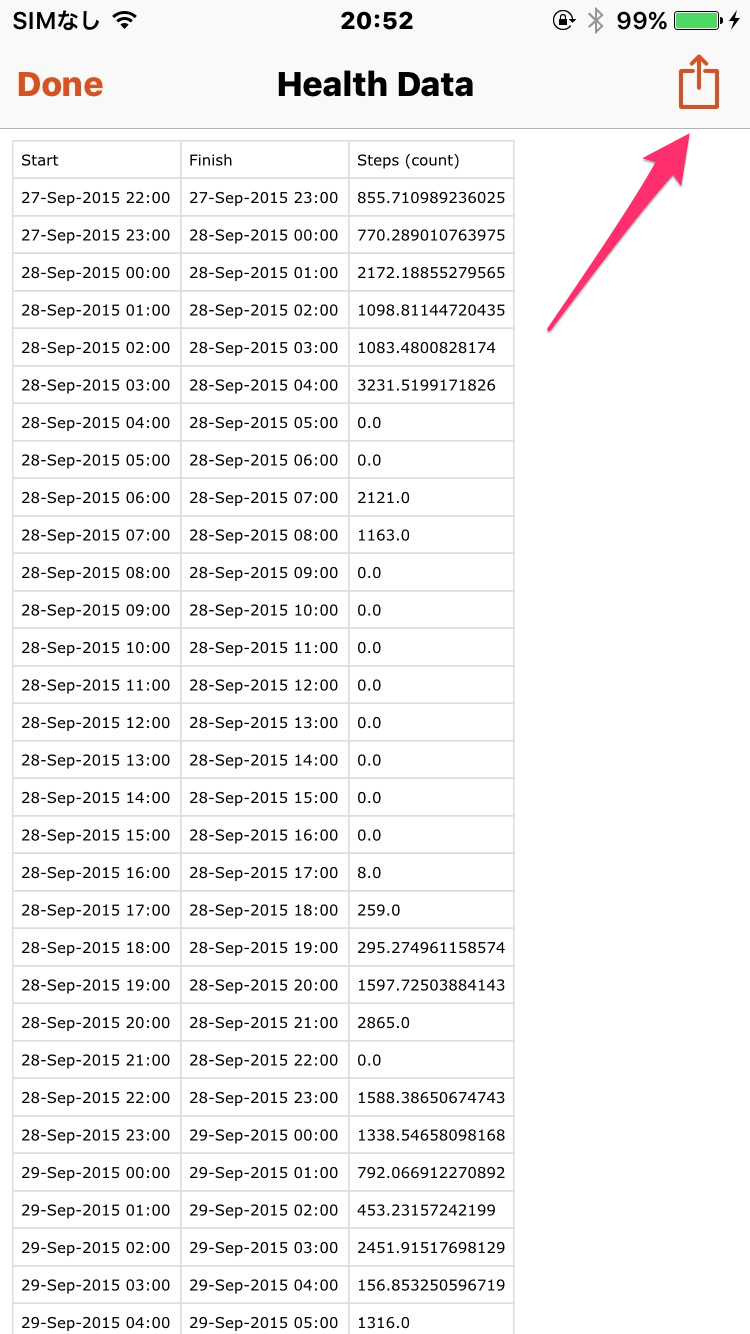 SIMなし 20:52 99%
Done Health Data
Start Finish Steps (count)
27-Sep-2015 22:00 27-Sep-2015 23:00 855.710989236025
27-Sep-2015 23:00 28-Sep-2015 00:00 770.289010763975
28-Sep-2015 00:00 28-Sep-2015 01:00 2172.18855279565
28-Sep-2015 01:00 28-Sep-2015 02:00 1098.81144720435
28-Sep-2015 02:00 28-Sep-2015 03:00 1083.4800828174
28-Sep-2015 03:00 28-Sep-2015 04:00 3231.5199171826
28-Sep-2015 04:00 28-Sep-2015 05:00 0.0
28-Sep-2015 05:00 28-Sep-2015 06:00 0.0
28-Sep-2015 06:00 28-Sep-2015 07:00 2121.0
28-Sep-2015 07:00 28-Sep-2015 08:00 1163.0
28-Sep-2015 08:00 28-Sep-2015 09:00 0.0
28-Sep-2015 09:00 28-Sep-2015 10:00 0.0
28-Sep-2015 10:00 28-Sep-2015 11:00 0.0
28-Sep-2015 11:00 28-Sep-2015 12:00 0.0
28-Sep-2015 12:00 28-Sep-2015 13:00 0.0
28-Sep-2015 13:00 28-Sep-2015 14:00 0.0
28-Sep-2015 14:00 28-Sep-2015 15:00 0.0
28-Sep-2015 15:00 28-Sep-2015 16:00 0.0
28-Sep-2015 16:00 28-Sep-2015 17:00 8.0
28-Sep-2015 17:00 28-Sep-2015 18:00 259.0
28-Sep-2015 18:00 28-Sep-2015 19:00 295.274961158574
28-Sep-2015 19:00 28-Sep-2015 20:00 1597.72503884143
28-Sep-2015 20:00 28-Sep-2015 21:00 2865.0
28-Sep-2015 21:00 28-Sep-2015 22:00 0.0
28-Sep-2015 22:00 28-Sep-2015 23:00 1588.38650674743
28-Sep-2015 23:00 29-Sep-2015 00:00 1338.54658098168
29-Sep-2015 00:00 29-Sep-2015 01:00 792.066912270892
29-Sep-2015 01:00 29-Sep-2015 02:00 453.23157242199
29-Sep-2015 02:00 29-Sep-2015 03:00 2451.91517698129
29-Sep-2015 03:00 29-Sep-2015 04:00 156.853250596719
29-Sep-2015 04:00 29-Sep-2015 05:00 1316.0